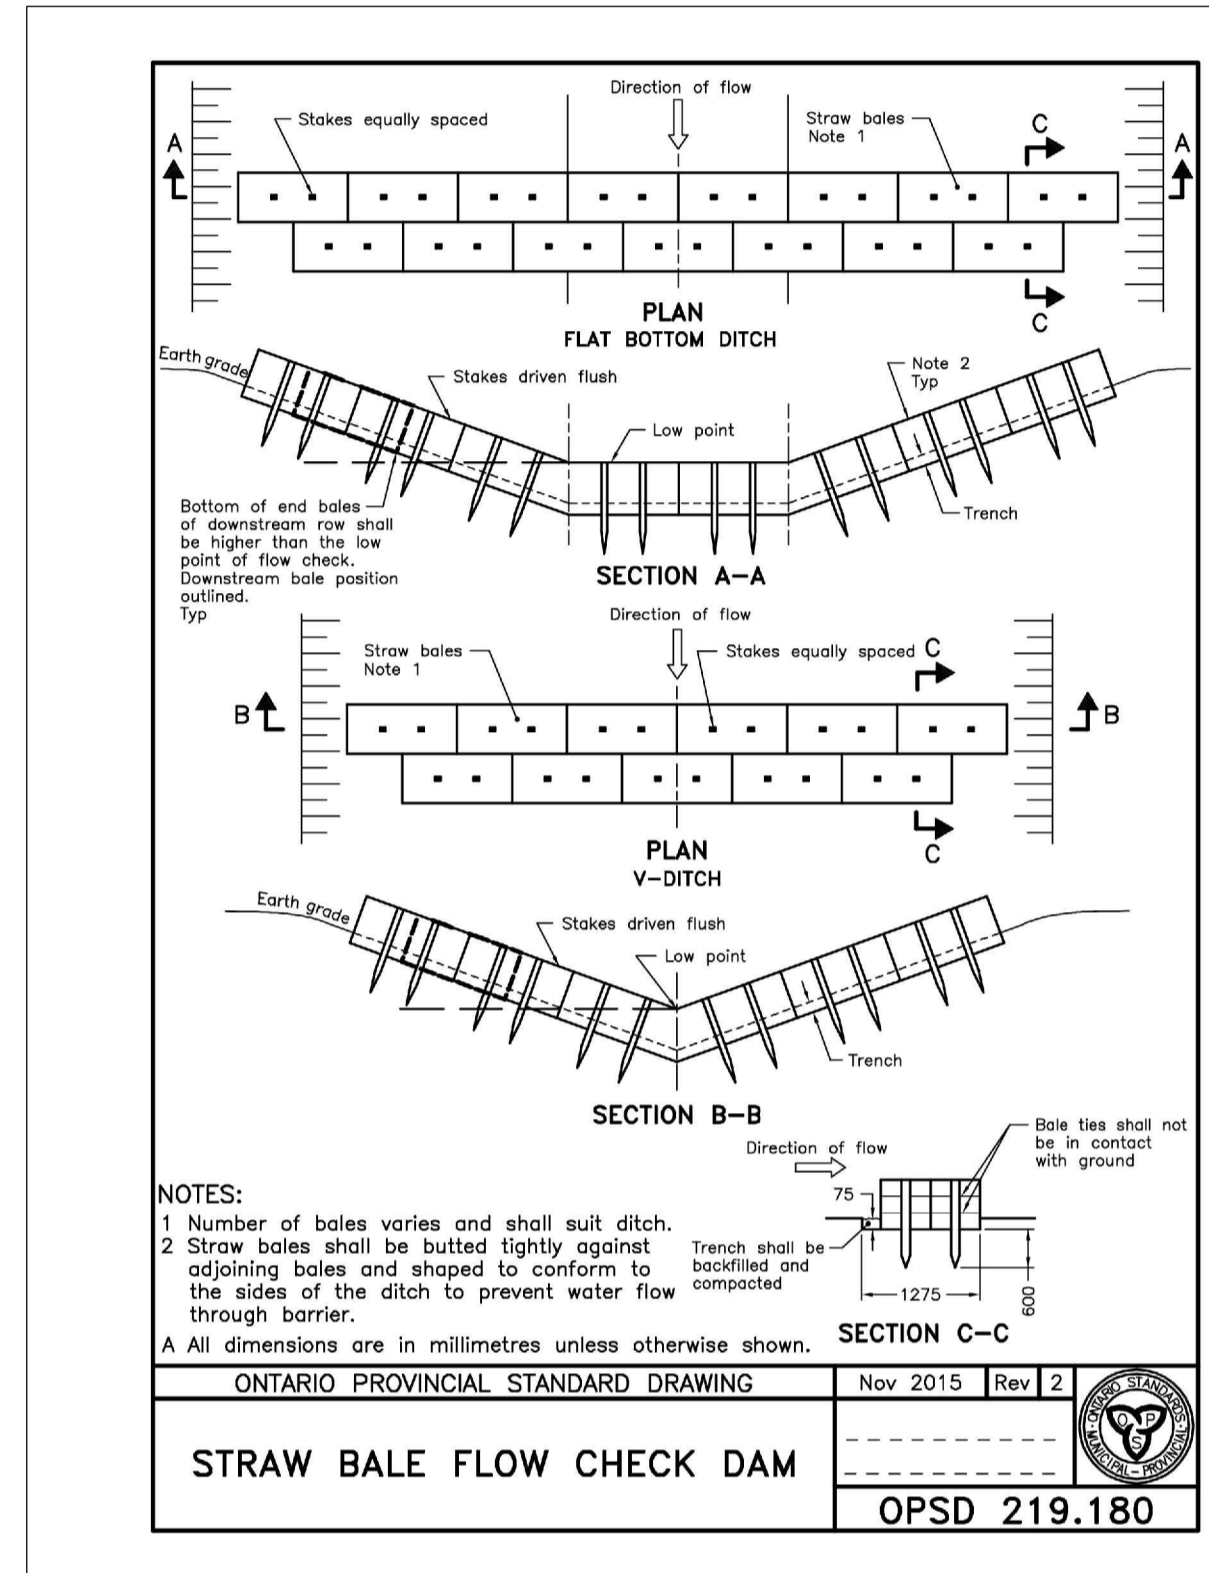 Direction of flow
Stakes equally spaced
Straw bales
Note 1
C
A
A
C
PLAN
FLAT BOTTOM DITCH
Earth grade
Stakes driven flush
Note 2
Typ
Low point
Trench
Bottom of end bales
of downstream row shall
be higher than the low
point of flow check.
Downstream bale position
outlined.
Typ
SECTION A-A
Direction of flow
Straw bales
Note 1
Stakes equally spaced
C
B
B
C
PLAN
V-DITCH
Earth grade
Stakes driven flush
Low point
Trench
SECTION B-B
Direction of flow
Bale ties shall not
be in contact
with ground
75
Trench shall be
backfilled and
compacted
1275
600
SECTION C-C
NOTES:
1 Number of bales varies and shall suit ditch.
2 Straw bales shall be butted tightly against
adjoining bales and shaped to conform to
the sides of the ditch to prevent water flow
through barrier.
A All dimensions are in millimetres unless otherwise shown.
ONTARIO PROVINCIAL STANDARD DRAWING
Nov 2015 Rev 2
STRAW BALE FLOW CHECK DAM
ONTARIO STANDARDS
MUNICIPAL-PROVINCIAL
O P
S
OPSD 219.180